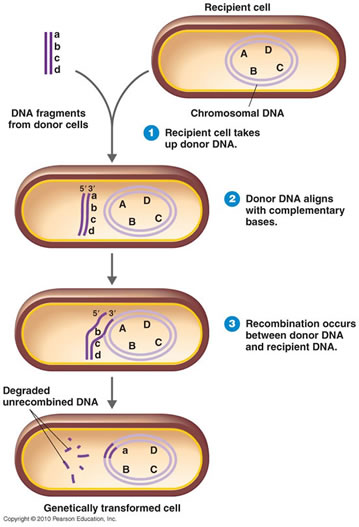 Recipient cell
a
b
c
d
A D
B C
DNA fragments
from donor cells
Chromosomal DNA
1 Recipient cell takes
up donor DNA.
5' 3'
a
b
c
d
A D
B C
2 Donor DNA aligns
with complementary
bases.
5' 3'
a
b
c
d
A D
B C
3 Recombination occurs
between donor DNA
and recipient DNA.
Degraded
unrecombined DNA
a D
B C
Genetically transformed cell
Copyright © 2010 Pearson Education, Inc.